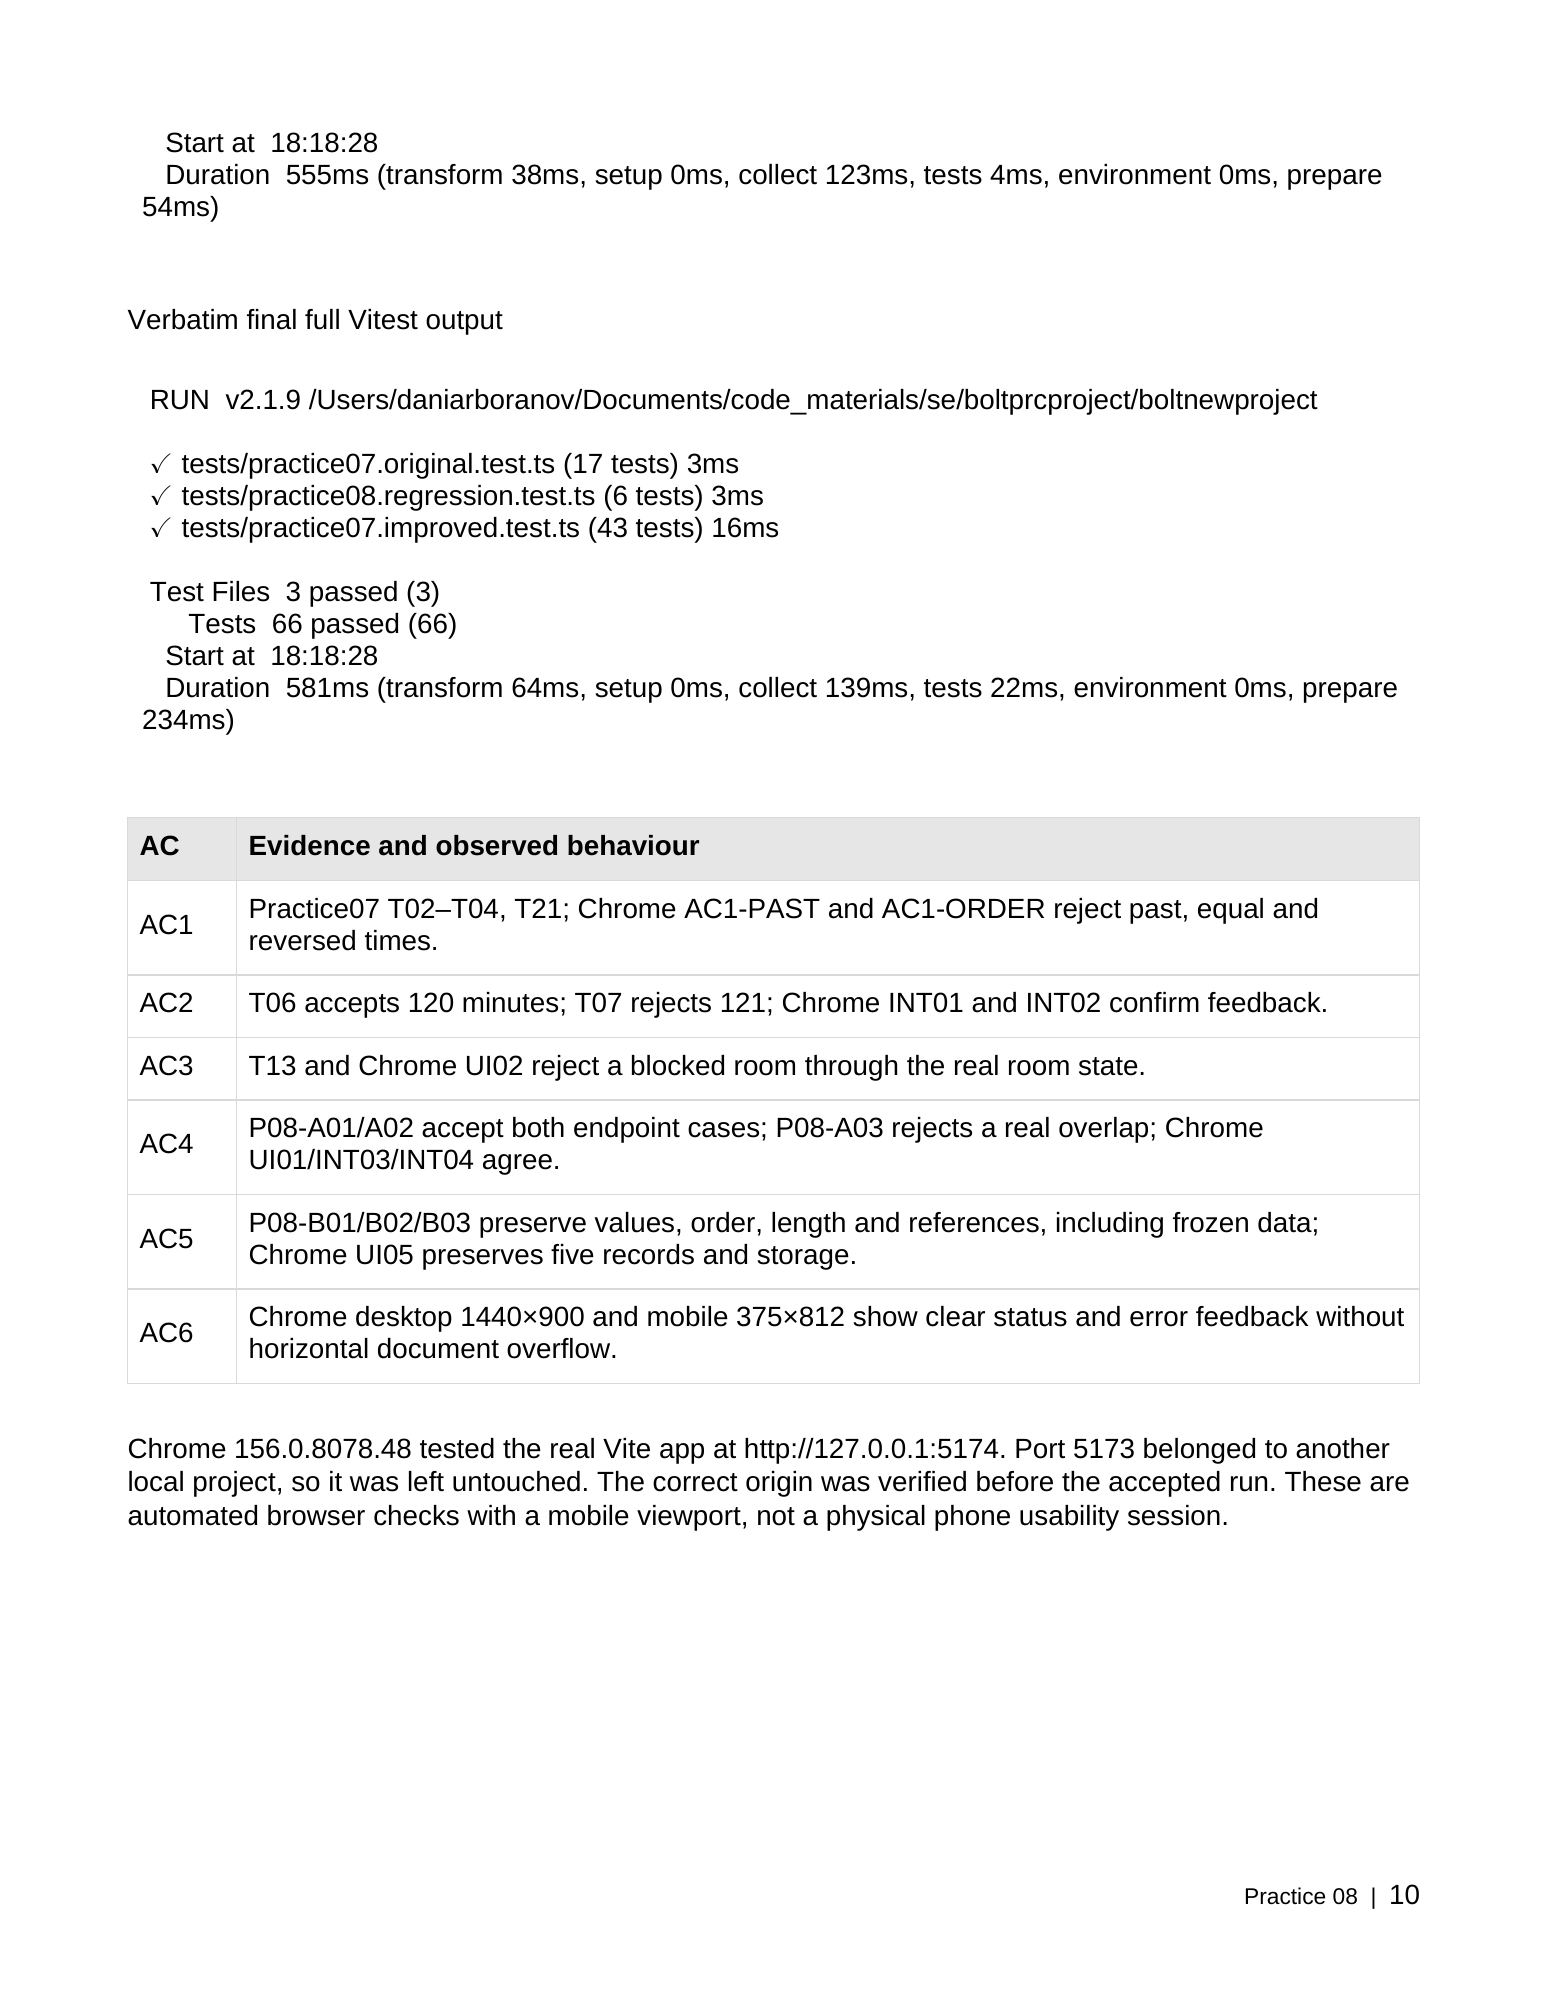 Start at  18:18:28
Duration  555ms (transform 38ms, setup 0ms, collect 123ms, tests 4ms, environment 0ms, prepare
54ms)
Verbatim final full Vitest output
RUN  v2.1.9 /Users/daniarboranov/Documents/code_materials/se/boltprcproject/boltnewproject
✓ tests/practice07.original.test.ts (17 tests) 3ms
✓ tests/practice08.regression.test.ts (6 tests) 3ms
✓ tests/practice07.improved.test.ts (43 tests) 16ms
Test Files  3 passed (3)
Tests  66 passed (66)
Start at  18:18:28
Duration  581ms (transform 64ms, setup 0ms, collect 139ms, tests 22ms, environment 0ms, prepare
234ms)
AC Evidence and observed behaviour
AC1 Practice07 T02–T04, T21; Chrome AC1-PAST and AC1-ORDER reject past, equal and
reversed times.
AC2 T06 accepts 120 minutes; T07 rejects 121; Chrome INT01 and INT02 confirm feedback.
AC3 T13 and Chrome UI02 reject a blocked room through the real room state.
AC4 P08-A01/A02 accept both endpoint cases; P08-A03 rejects a real overlap; Chrome
UI01/INT03/INT04 agree.
AC5 P08-B01/B02/B03 preserve values, order, length and references, including frozen data;
Chrome UI05 preserves five records and storage.
AC6 Chrome desktop 1440×900 and mobile 375×812 show clear status and error feedback without
horizontal document overflow.
Chrome 156.0.8078.48 tested the real Vite app at http://127.0.0.1:5174. Port 5173 belonged to another
local project, so it was left untouched. The correct origin was verified before the accepted run. These are
automated browser checks with a mobile viewport, not a physical phone usability session.
Practice 08 | 10